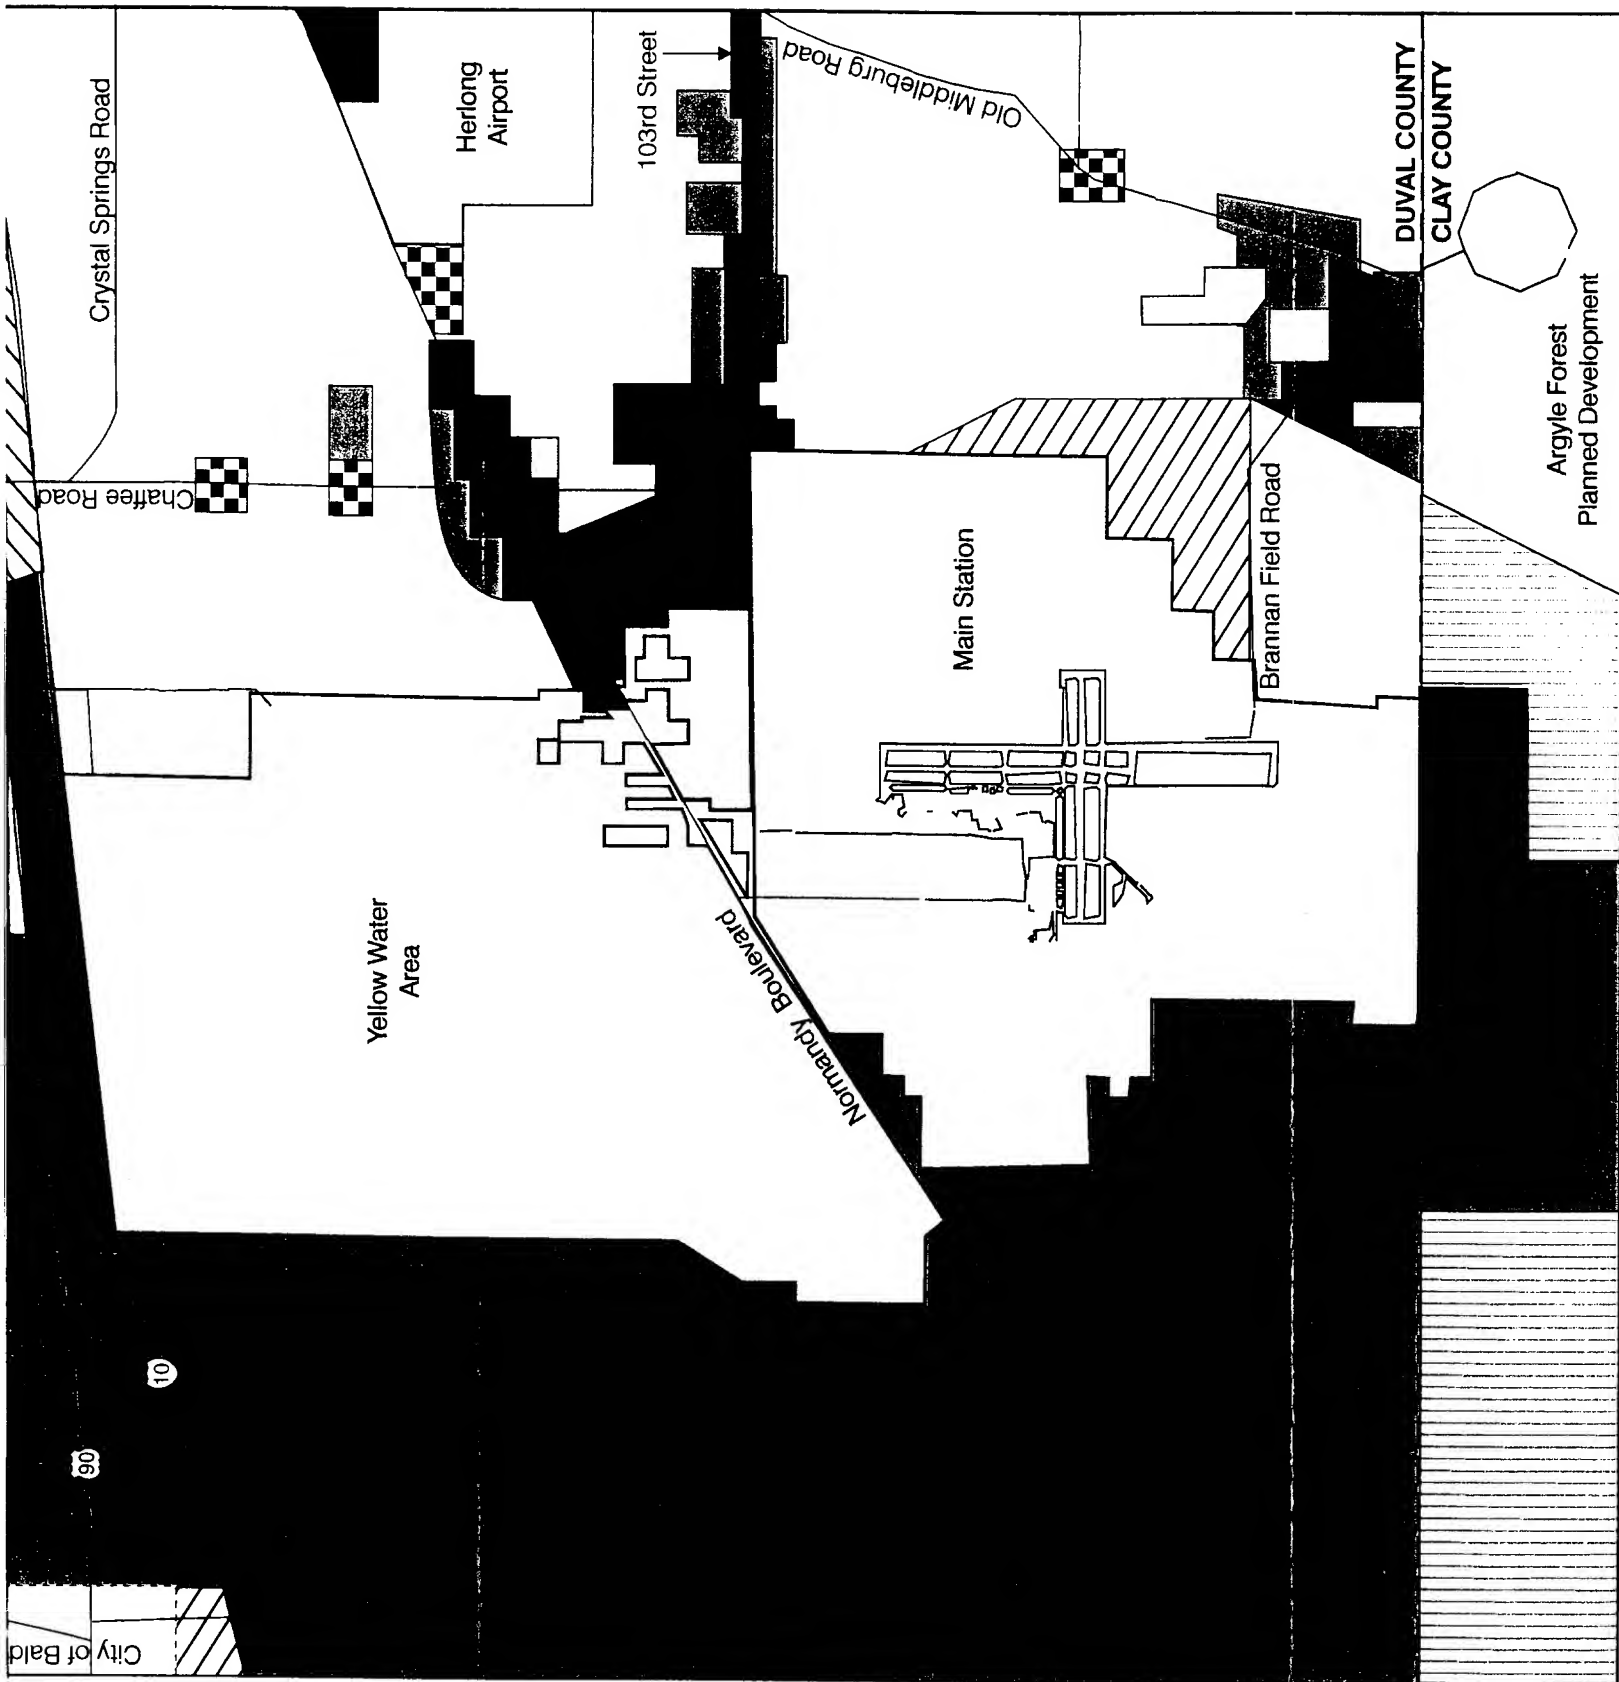 Crystal Springs Road
Herlong
Airport
103rd Street
Old Middleburg Road
DUVAL COUNTY
CLAY COUNTY
Chaffee Road
Argyle Forest
Planned Development
Main Station
Brannan Field Road
Yellow Water
Area
Normandy Boulevard
10
90
City of Bald